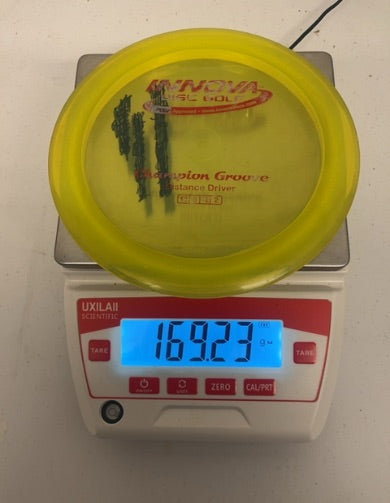 INNOVA
DISC GOLF
Champion Groove
Distance Driver
UXILAII
SCIENTIFIC
169.23
g
TARE
TARE
ZERO
CAL/PRT